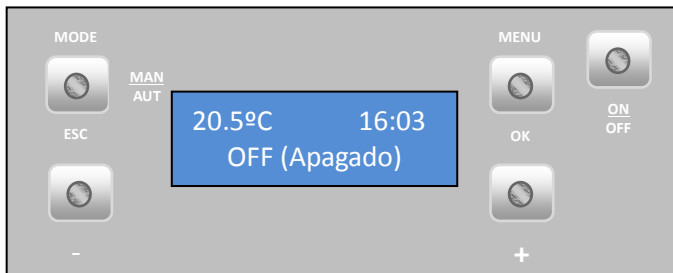 MODE
MENU
MAN
AUT
20.5ºC 16:03
OFF (Apagado)
ESC
OK
ON
OFF
-
+